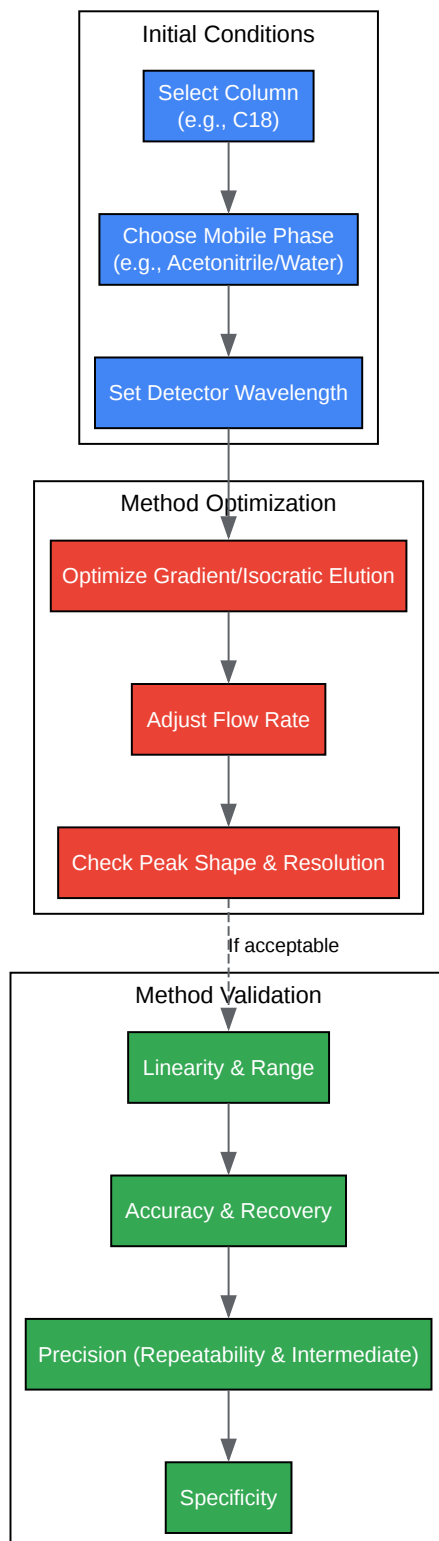 Initial Conditions
Select Column
(e.g., C18)
Choose Mobile Phase
(e.g., Acetonitrile/Water)
Set Detector Wavelength
Method Optimization
Optimize Gradient/Isocratic Elution
Adjust Flow Rate
Check Peak Shape & Resolution
If acceptable
Method Validation
Linearity & Range
Accuracy & Recovery
Precision (Repeatability & Intermediate)
Specificity